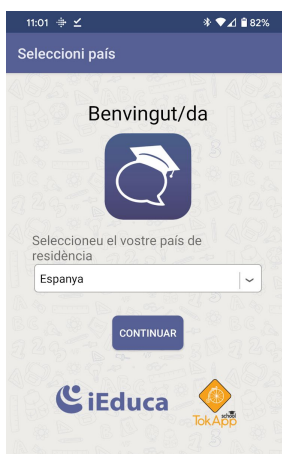 11:01 82%
Seleccioni país
Benvingut/da
Seleccioneu el vostre país de
residència
Espanya
CONTINUAR
iEduca
school
TokApp